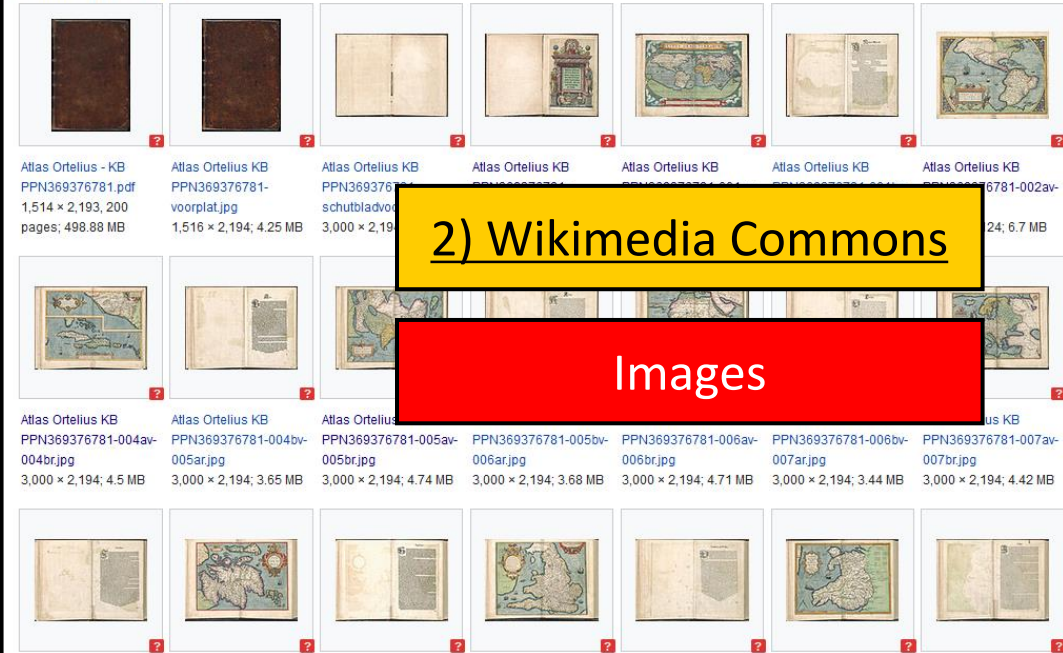 Atlas Ortelius - KB
PPN369376781.pdf
1,514 × 2,193, 200
pages; 498.88 MB
Atlas Ortelius KB
PPN369376781-
voorplat.jpg
1,516 × 2,194; 4.25 MB
Atlas Ortelius KB
schutbladvo
3,000 × 2,19
Atlas Ortelius KB
Atlas Ortelius KB
Atlas Ortelius KB
Atlas Ortelius KB
6781-002av-
24; 6.7 MB
2) Wikimedia Commons
Images
Atlas Ortelius KB
PPN369376781-004av-
004br.jpg
3,000 × 2,194; 4.5 MB
Atlas Ortelius KB
PPN369376781-004bv-
005ar.jpg
3,000 × 2,194; 3.65 MB
Atlas Ortelius
PPN369376781-005av-
005br.jpg
3,000 × 2,194; 4.74 MB
PPN369376781-005bv-
006ar.jpg
3,000 × 2,194; 3.68 MB
PPN369376781-006av-
006br.jpg
3,000 × 2,194; 4.71 MB
PPN369376781-006bv-
007ar.jpg
3,000 × 2,194; 3.44 MB
us KB
PPN369376781-007av-
007br.jpg
3,000 × 2,194; 4.42 MB